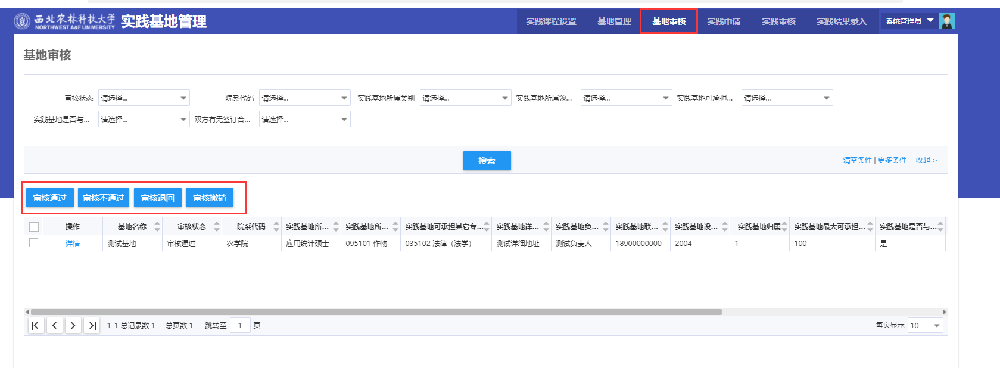 西北农林科技大学
NORTHWEST A&F UNIVERSITY
实践基地管理
实践课程设置 基地管理 基地审核 实践申请 实践审核 实践结果录入 系统管理员
基地审核
审核状态 请选择... 院系代码 请选择... 实践基地所属类别 请选择... 实践基地所属领... 请选择... 实践基地可承担... 请选择...
实践基地是否与... 请选择... 双方有无签订合... 请选择...
搜索
清空条件 | 更多条件 收起 >
审核通过 审核不通过 审核退回 审核撤销
操作 基地名称 审核状态 院系代码 实践基地所... 实践基地所... 实践基地可承担其它专... 实践基地详... 实践基地负... 实践基地联... 实践基地设... 实践基地归属 实践基地最大可承担... 实践基地是否与...
详情 测试基地 审核通过 农学院 应用统计硕士 095101 作物 035102 法律（法学） 测试详细地址 测试负责人 18900000000 2004 1 100 是
1-1 总记录数 1 总页数 1 跳转至 1 页 每页显示 10